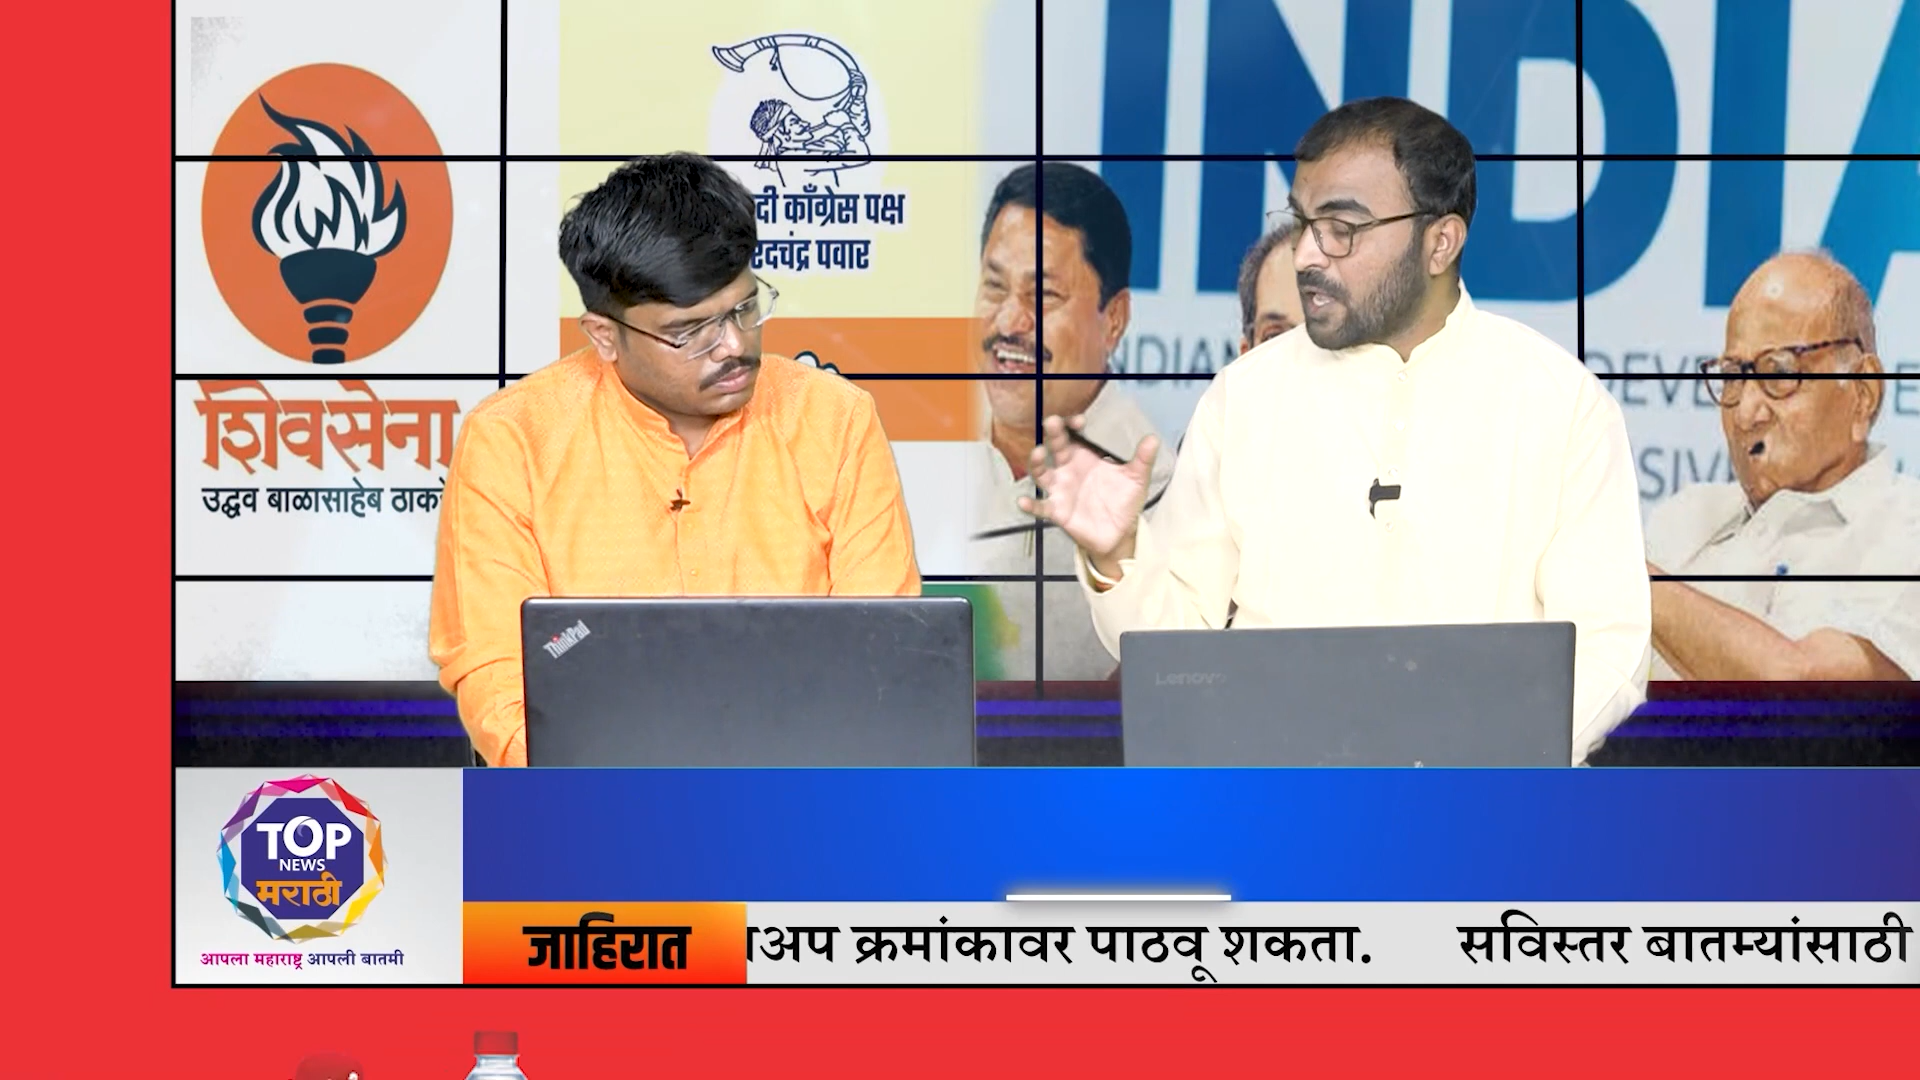 INDIA
दी काँग्रेस पक्ष
रदचंद्र पवार
शिवसेना
उद्धव बाळासाहेब ठाकरे
ThinkPad
Lenovo
TOP
NEWS
मराठी
आपला महाराष्ट्र आपली बातमी
जाहिरात
अप क्रमांकावर पाठवू शकता. सविस्तर बातम्यांसाठी